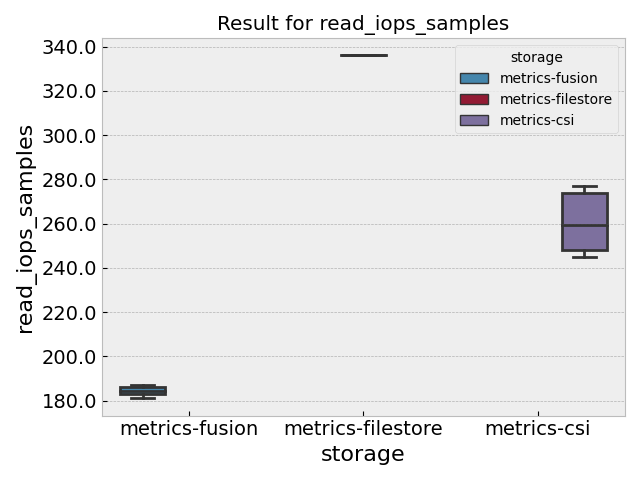 Result for read_iops_samples
340.0
320.0
300.0
280.0
260.0
240.0
220.0
200.0
180.0
read_iops_samples
storage
metrics-fusion
metrics-filestore
metrics-csi
metrics-fusion metrics-filestore metrics-csi
storage